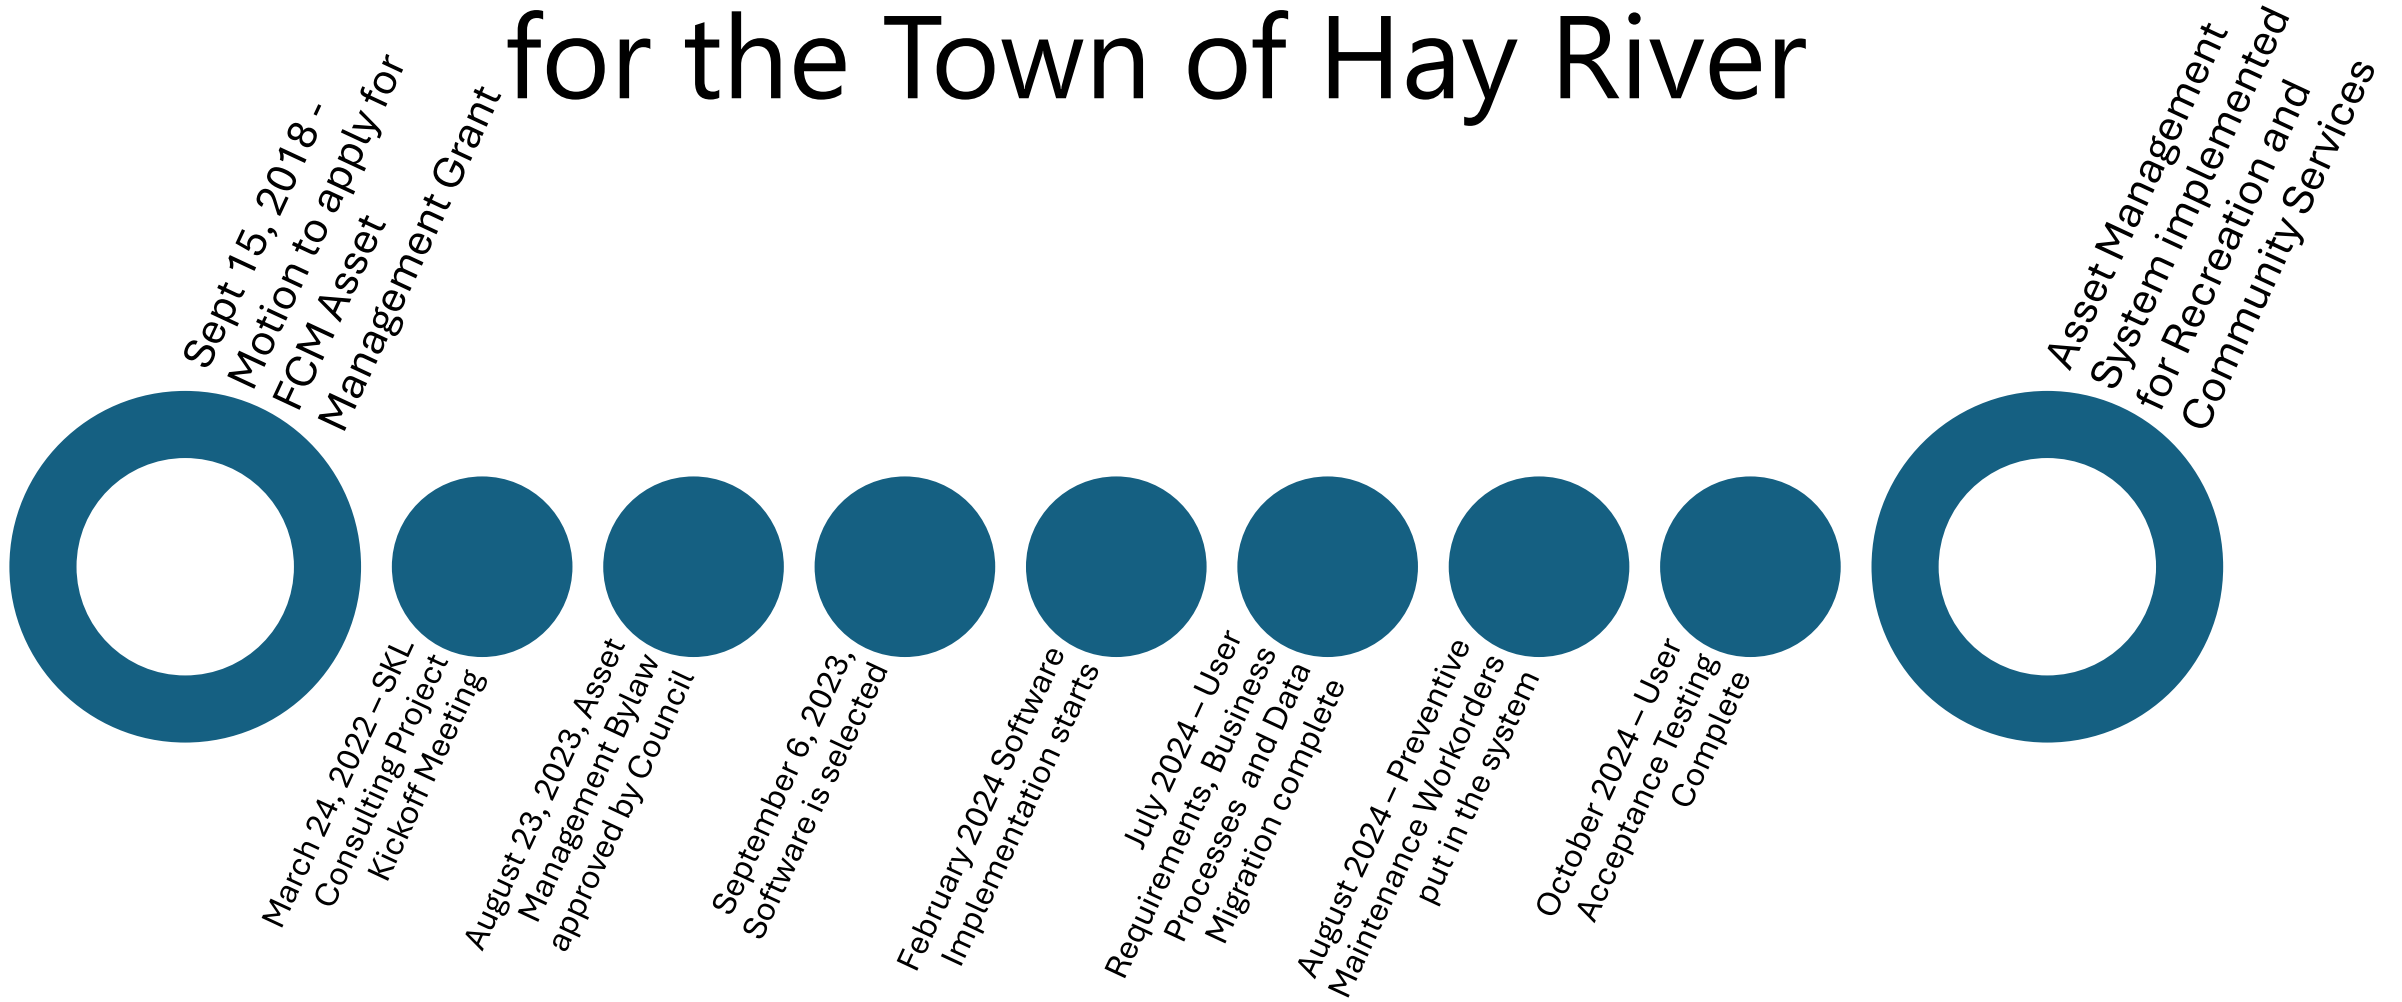 for the Town of Hay River
Sept 15, 2018 -
Motion to apply for
FCM Asset
Management Grant
March 24, 2022 – SKL
Consulting Project
Kickoff Meeting
August 23, 2023, Asset
Management Bylaw
approved by Council
September 6, 2023,
Software is selected
February 2024 Software
Implementation starts
July 2024 – User
Requirements, Business
Processes  and Data
Migration complete
August 2024 – Preventive
Maintenance Workorders
put in the system
October 2024 – User
Acceptance Testing
Complete
Asset Management
System implemented
for Recreation and
Community Services